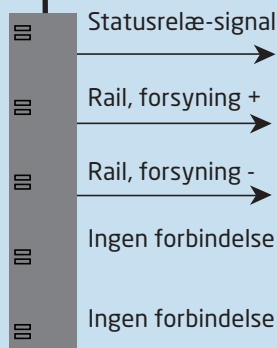 Statusrelæ-signal
Rail, forsyning +
Rail, forsyning -
Ingen forbindelse
Ingen forbindelse